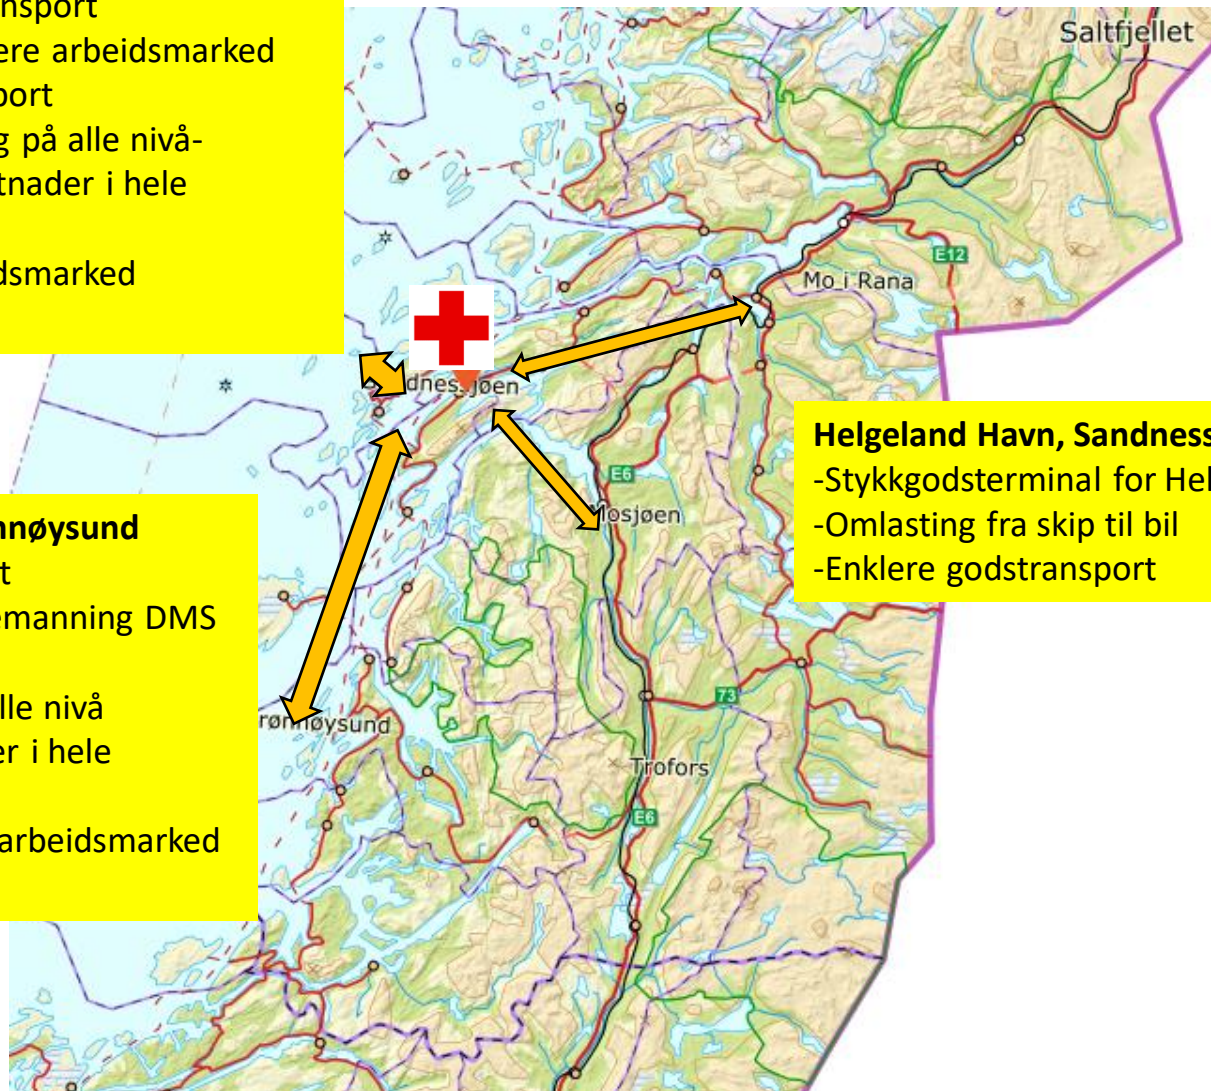 nsport
ere arbeidsmarked
port
g på alle nivå-
tnader i hele
dsmarked
Saltfjellet
E12
Mo i Rana
dnessjøen
Helgeland Havn, Sandness
-Stykkgodsterminal for Hel
-Omlasting fra skip til bil
-Enklere godstransport
E6
Mosjøen
nnøysund
t
emanning DMS
lle nivå
er i hele
arbeidsmarked
rønnøysund
73
Trofors
E6